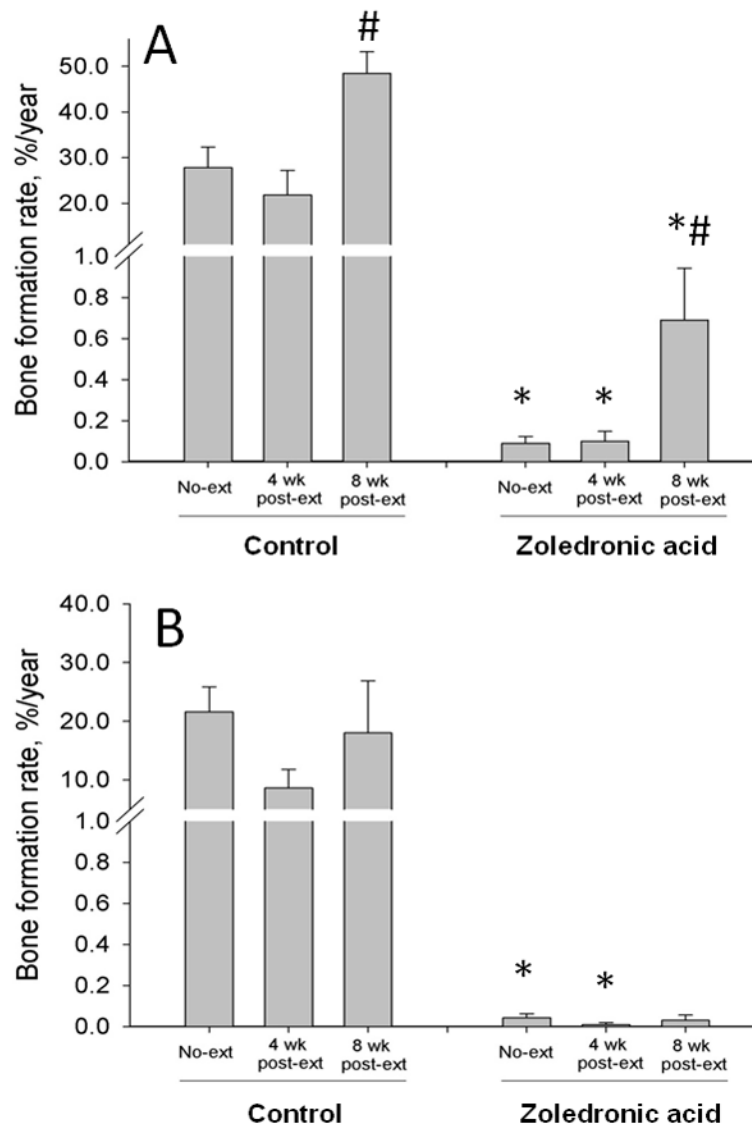 A
#
50.0
40.0
30.0
20.0
1.0
0.8
0.6
0.4
0.2
0.0
Bone formation rate, %/year
*
*
*#
No-ext
4 wk
post-ext
8 wk
post-ext
No-ext
4 wk
post-ext
8 wk
post-ext
Control
Zoledronic acid
B
40.0
30.0
20.0
10.0
1.0
0.8
0.6
0.4
0.2
0.0
Bone formation rate, %/year
*
*
No-ext
4 wk
post-ext
8 wk
post-ext
No-ext
4 wk
post-ext
8 wk
post-ext
Control
Zoledronic acid